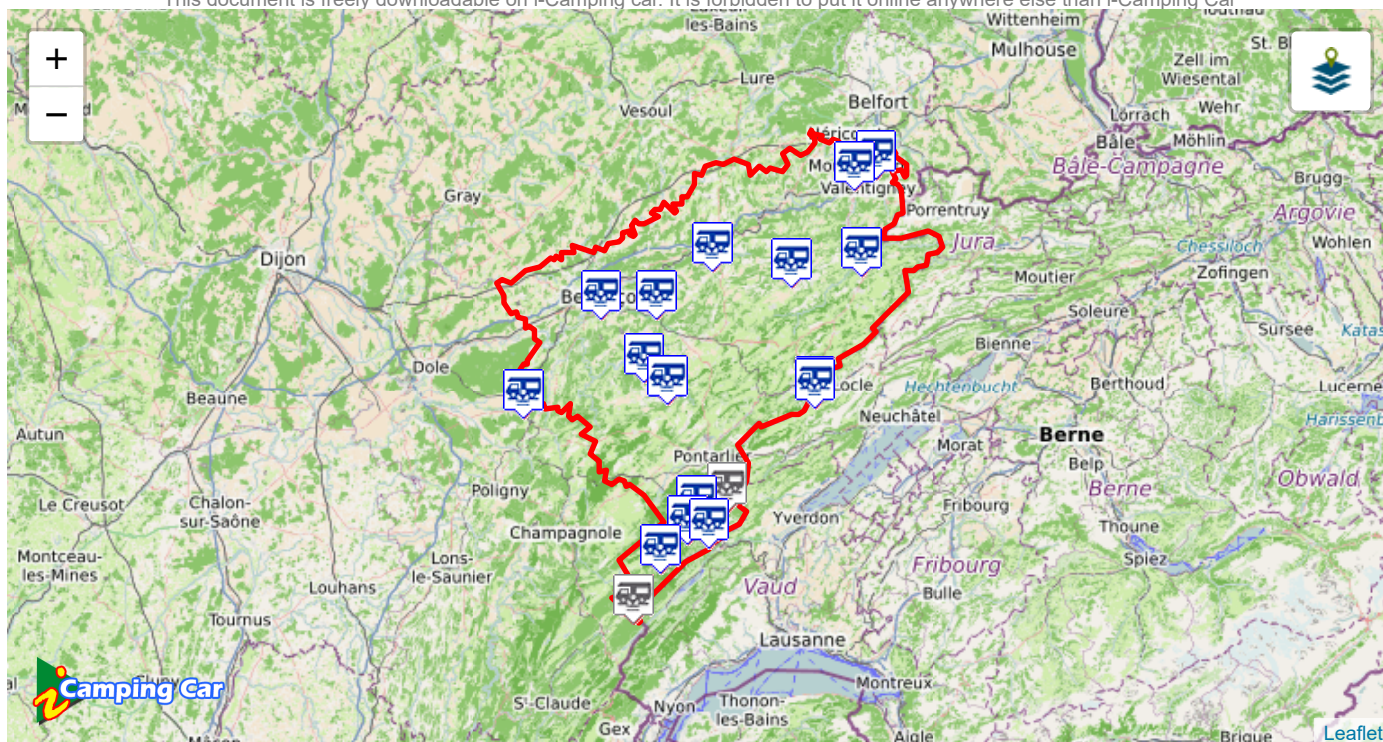 This document is freely downloadable on i-Camping car. It is forbidden to put it online anywhere else than i-Camping Car
les-Bains
Wittenheim
Mulhouse
Zell im
Wiesental
+
−
Lure
Vesoul
Belfort
Lörrach
Wehr
Bâle
Möhlin
Bâle-Campagne
Brugg
Valentigney
Gray
Porrentruy
Argovie
Jura
Chessiloch
Wohlen
Dijon
Moutier
Zofingen
Soleure
Sursee
Bienne
Dole
Beaune
Hechtenbucht
Berthoud
Lucerne
Neuchâtel
Autun
Morat
Berne
Belp
Berne
Obwald
Poligny
Le Creusot
Chalon-
sur-Saône
Fribourg
Yverdon
Champagnole
Thoune
Spiez
Montceau-
les-Mines
Lons-
le-Saunier
Louhans
Vaud
Fribourg
Bulle
Tournus
Lausanne
i
Camping Car
Montreux
Sᵗ-Claude
Nyon
Thonon-
les-Bains
Gex
Aigle
Brigue
Leaflet